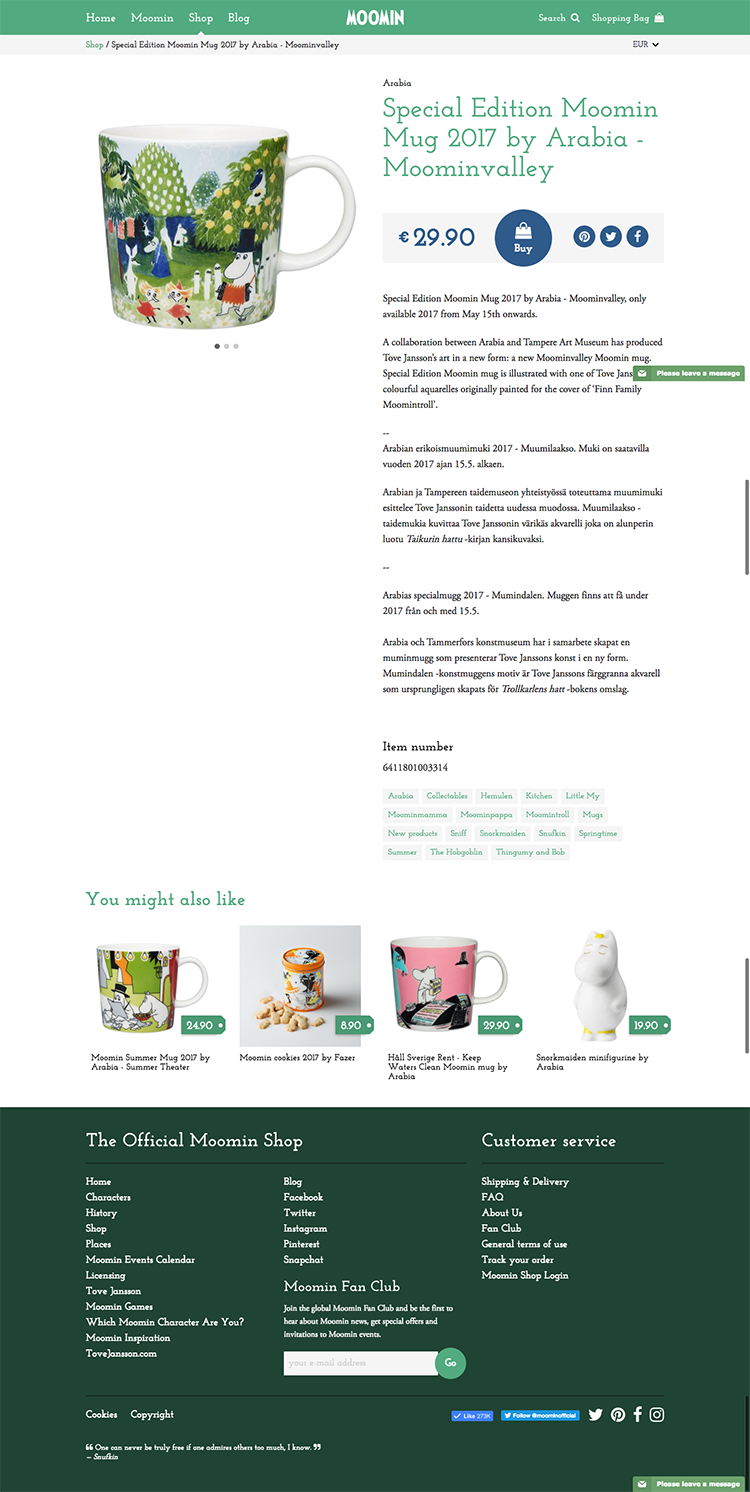 Home Moomin Shop Blog MOOMIN Search Shopping Bag
Shop / Special Edition Moomin Mug 2017 by Arabia - Moominvalley EUR
Arabia
Special Edition Moomin
Mug 2017 by Arabia -
Moominvalley
€ 29.90
Buy
Special Edition Moomin Mug 2017 by Arabia - Moominvalley, only
available 2017 from May 15th onwards.
A collaboration between Arabia and Tampere Art Museum has produced
Tove Jansson's art in a new form: a new Moominvalley Moomin mug.
Special Edition Moomin mug is illustrated with one of Tove
Please leave a message
colourful aquarelles originally painted for the cover of 'Finn Family
Moomintroll'.
--
Arabian erikoismuumimuki 2017 - Muumilaakso. Muki on saatavilla
vuoden 2017 ajan 15.5. alkaen.
Arabian ja Tampereen taidemuseon yhteistyössä toteuttama muumimuki
esittelee Tove Janssonin taidetta uudessa muodossa. Muumilaakso -
taidemukia kuvittaa Tove Janssonin värikäs akvarelli joka on alunperin
luotu Taikurin hattu -kirjan kansikuvaksi.
--
Arabias specialmugg 2017 - Mumindalen. Muggen finns att få under
2017 från och med 15.5.
Arabia och Tammerfors konstmuseum har i samarbete skapat en
muminmugg som presenterar Tove Janssons konst i en ny form.
Mumindalen -konstmuggens motiv är Tove Janssons färggranna akvarell
som ursprungligen skapats för Trollkarlens hatt -bokens omslag.
Item number
6411801003314
Arabia Collectables Hemulen Kitchen Little My
Moominmamma Moominpappa Moomintroll Mugs
New products Sniff Snorkmaiden Snufkin Springtime
Summer The Hobgoblin Thingumy and Bob
You might also like
24.90 8.90 29.90 19.90
Moomin Summer Mug 2017 by
Arabia - Summer Theater
Moomin cookies 2017 by Fazer
Håll Sverige Rent - Keep
Waters Clean Moomin mug by
Arabia
Snorkmaiden minifigurine by
Arabia
The Official Moomin Shop
Home
Characters
History
Shop
Places
Moomin Events Calendar
Licensing
Tove Jansson
Moomin Games
Which Moomin Character Are You?
Moomin Inspiration
ToveJansson.com
Blog
Facebook
Twitter
Instagram
Pinterest
Snapchat
Moomin Fan Club
Join the global Moomin Fan Club and be the first to
hear about Moomin news, get special offers and
invitations to Moomin events.
your e-mail address Go
Customer service
Shipping & Delivery
FAQ
About Us
Fan Club
General terms of use
Track your order
Moomin Shop Login
Cookies Copyright Like 273K Follow @moominofficial
❝ One can never be truly free if one admires others too much, I know. ❞
– Snufkin
Please leave a message